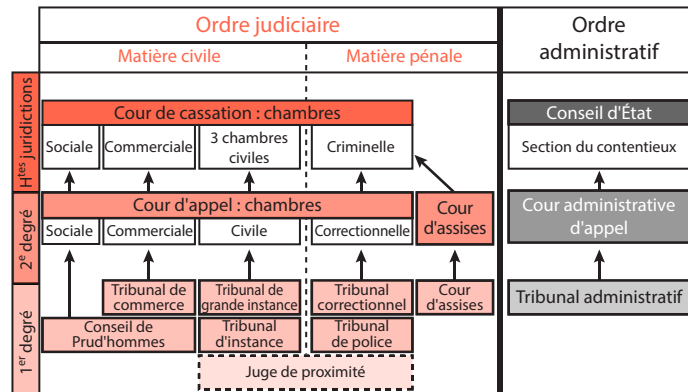 Ordre judiciaire
Ordre
administratif
Matière civile
Matière pénale
Htes juridictions
Cour de cassation : chambres
Sociale
Commerciale
3 chambres
civiles
Criminelle
Conseil d'État
Section du contentieux
2e degré
Cour d'appel : chambres
Sociale
Commerciale
Civile
Correctionnelle
Cour
d'assises
Cour administrative
d'appel
1er degré
Tribunal de
commerce
Tribunal de
grande instance
Tribunal
correctionnel
Cour
d'assises
Tribunal administratif
Conseil de
Prud'hommes
Tribunal
d'instance
Tribunal
de police
Juge de proximité